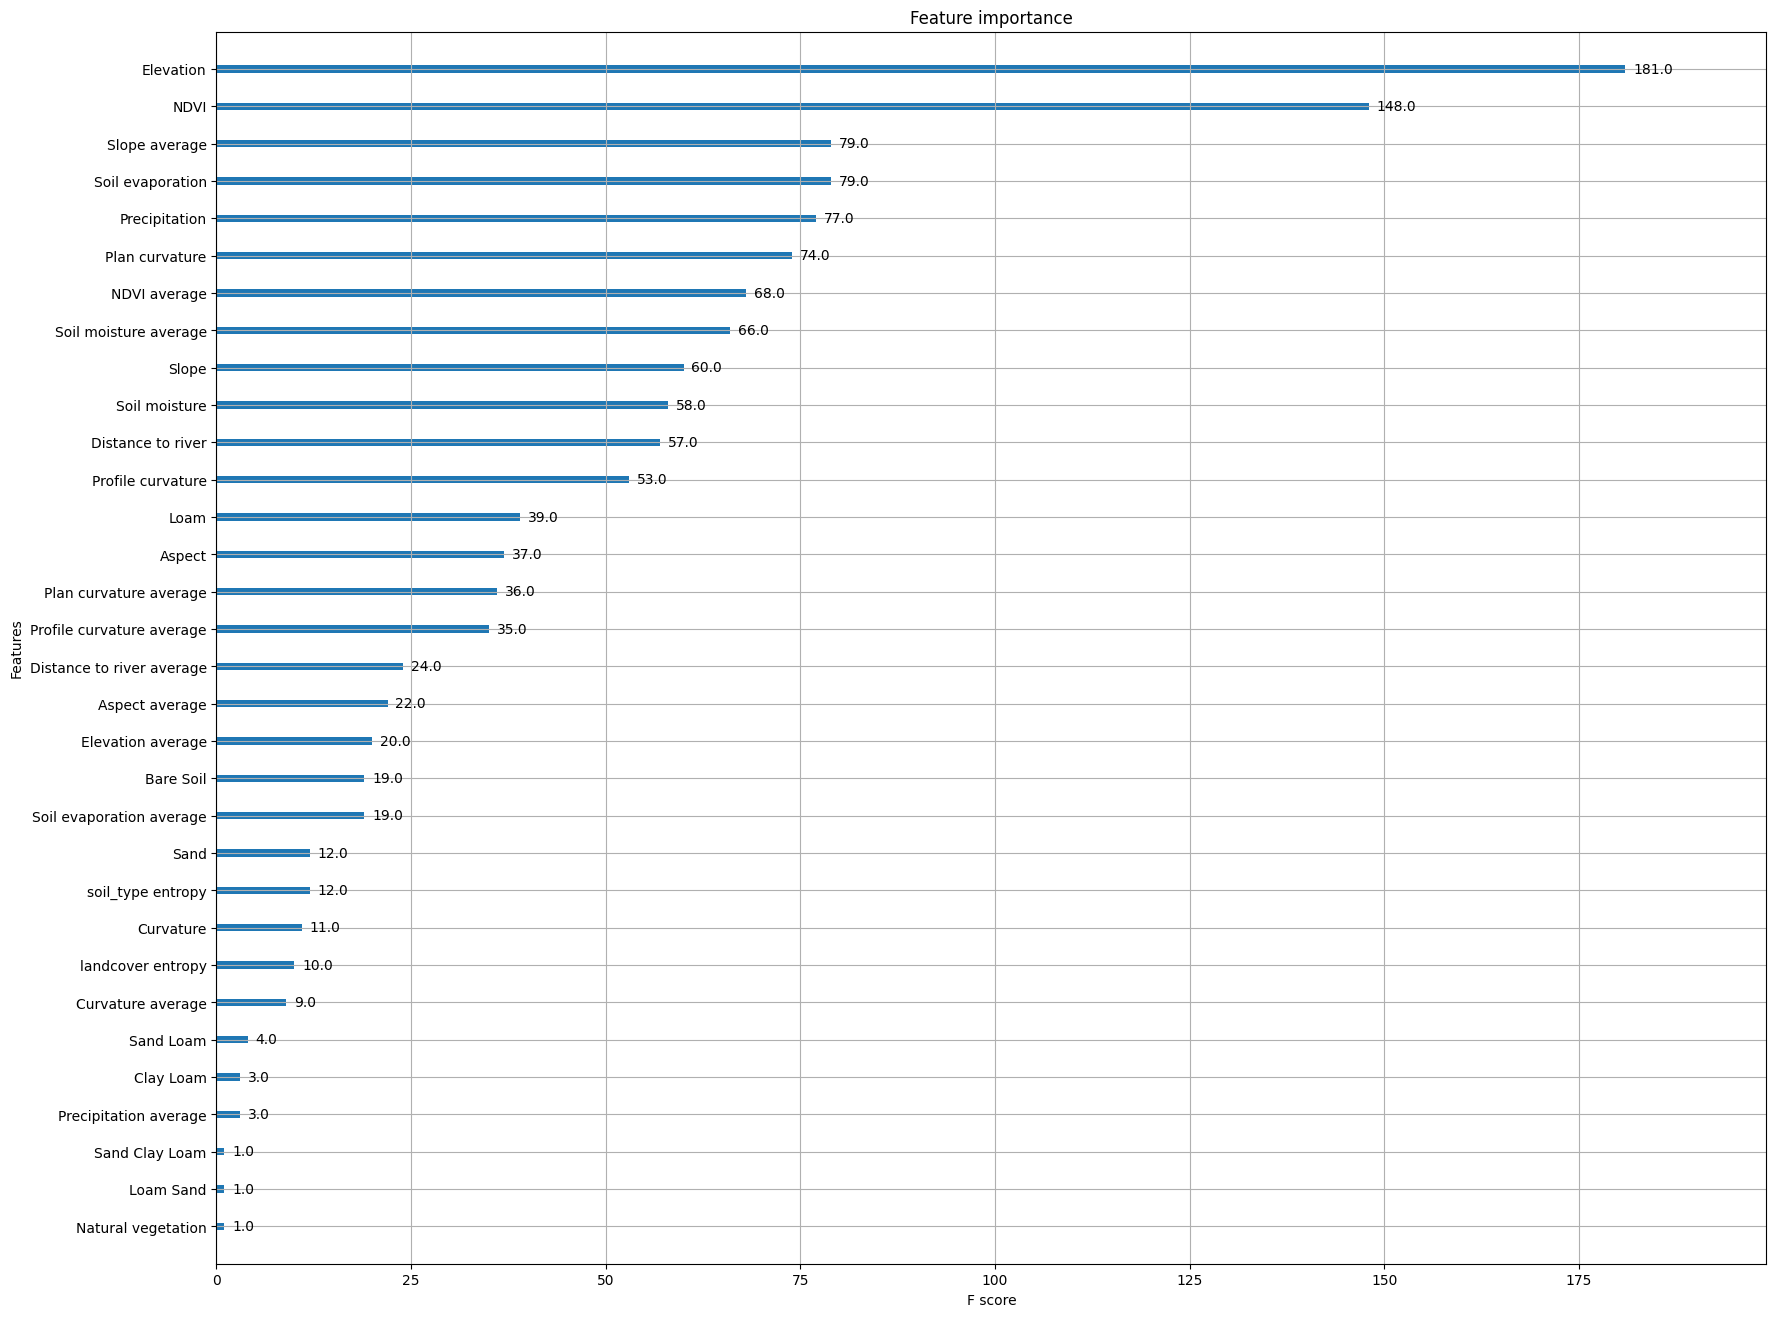 Feature importance
Elevation 181.0
NDVI 148.0
Slope average 79.0
Soil evaporation 79.0
Precipitation 77.0
Plan curvature 74.0
NDVI average 68.0
Soil moisture average 66.0
Slope 60.0
Soil moisture 58.0
Distance to river 57.0
Profile curvature 53.0
Loam 39.0
Aspect 37.0
Plan curvature average 36.0
Profile curvature average 35.0
Distance to river average 24.0
Aspect average 22.0
Elevation average 20.0
Bare Soil 19.0
Soil evaporation average 19.0
Sand 12.0
soil_type entropy 12.0
Curvature 11.0
landcover entropy 10.0
Curvature average 9.0
Sand Loam 4.0
Clay Loam 3.0
Precipitation average 3.0
Sand Clay Loam 1.0
Loam Sand 1.0
Natural vegetation 1.0
Features
0 25 50 75 100 125 150 175
F score